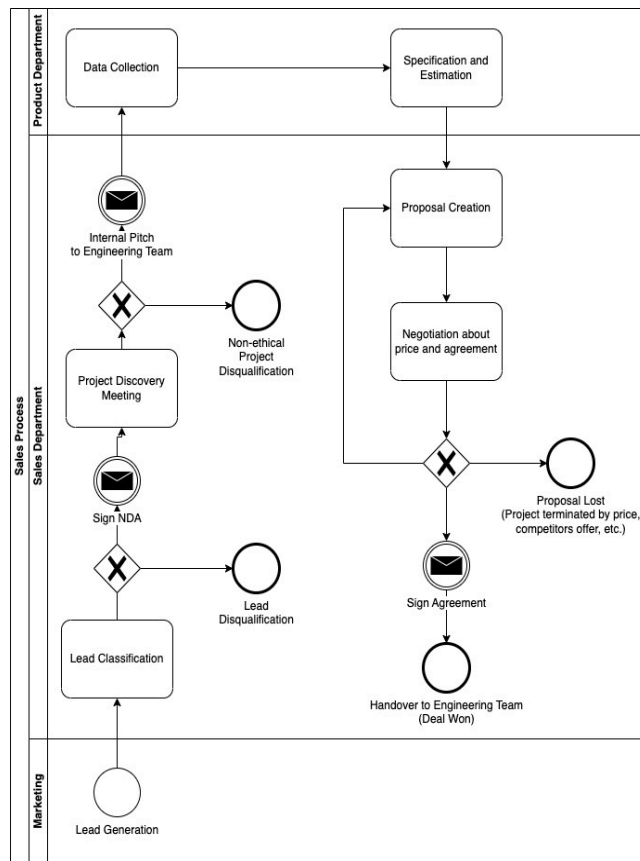 Sales Process
Product Department
Data Collection
Specification and
Estimation
Sales Department
Internal Pitch
to Engineering Team
Non-ethical
Project
Disqualification
Project Discovery
Meeting
Sign NDA
Lead
Disqualification
Lead Classification
Proposal Creation
Negotiation about
price and agreement
Proposal Lost
(Project terminated by price,
competitors offer, etc.)
Sign Agreement
Handover to Engineering Team
(Deal Won)
Marketing
Lead Generation